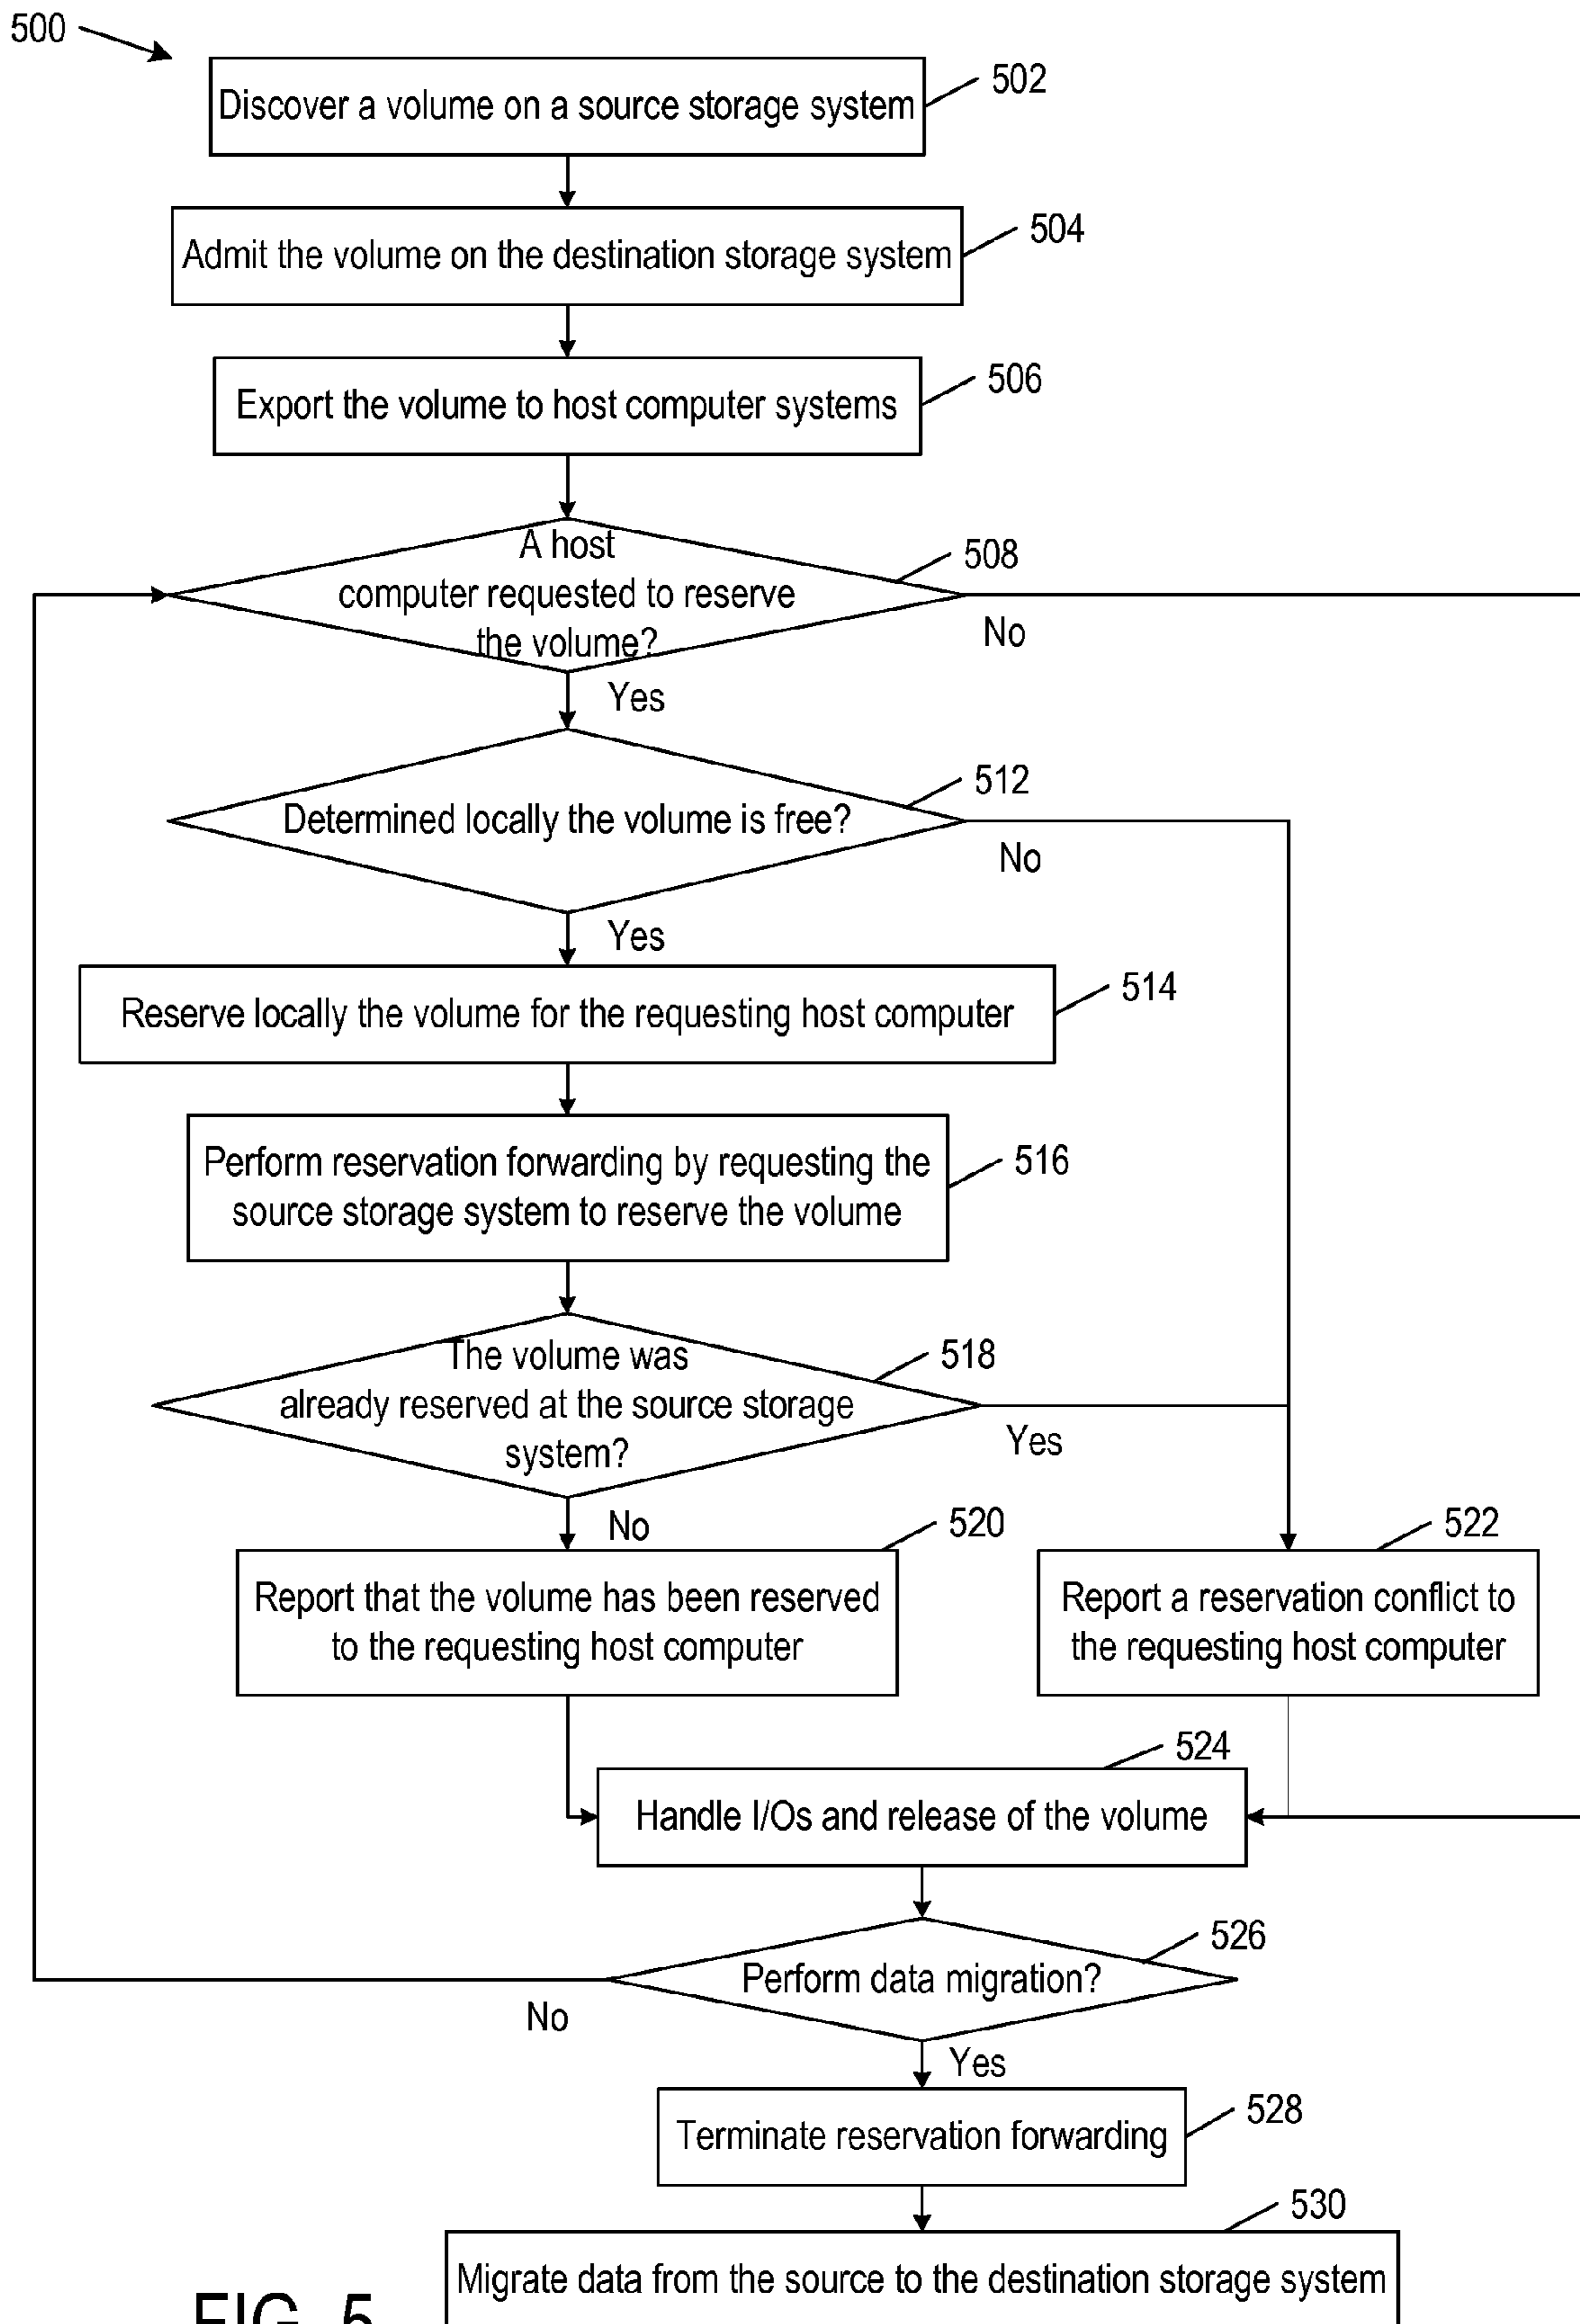 500
Discover a volume on a source storage system
502
Admit the volume on the destination storage system
504
Export the volume to host computer systems
506
A host
computer requested to reserve
the volume?
508
No
Yes
Determined locally the volume is free?
512
No
Yes
Reserve locally the volume for the requesting host computer
514
Perform reservation forwarding by requesting the
source storage system to reserve the volume
516
The volume was
already reserved at the source storage
system?
518
Yes
No
520
Report that the volume has been reserved
to the requesting host computer
522
Report a reservation conflict to
the requesting host computer
524
Handle I/Os and release of the volume
526
Perform data migration?
No
Yes
528
Terminate reservation forwarding
530
Migrate data from the source to the destination storage system
FIG. 5